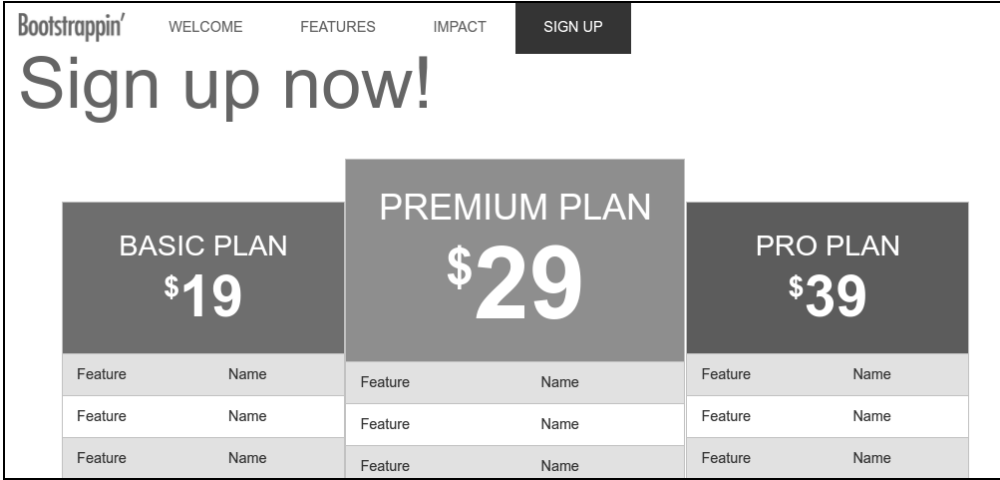 Bootstrappin' WELCOME FEATURES IMPACT SIGN UP
Sign up now!
BASIC PLAN
$19
Feature Name
Feature Name
Feature Name
PREMIUM PLAN
$29
Feature Name
Feature Name
Feature Name
PRO PLAN
$39
Feature Name
Feature Name
Feature Name